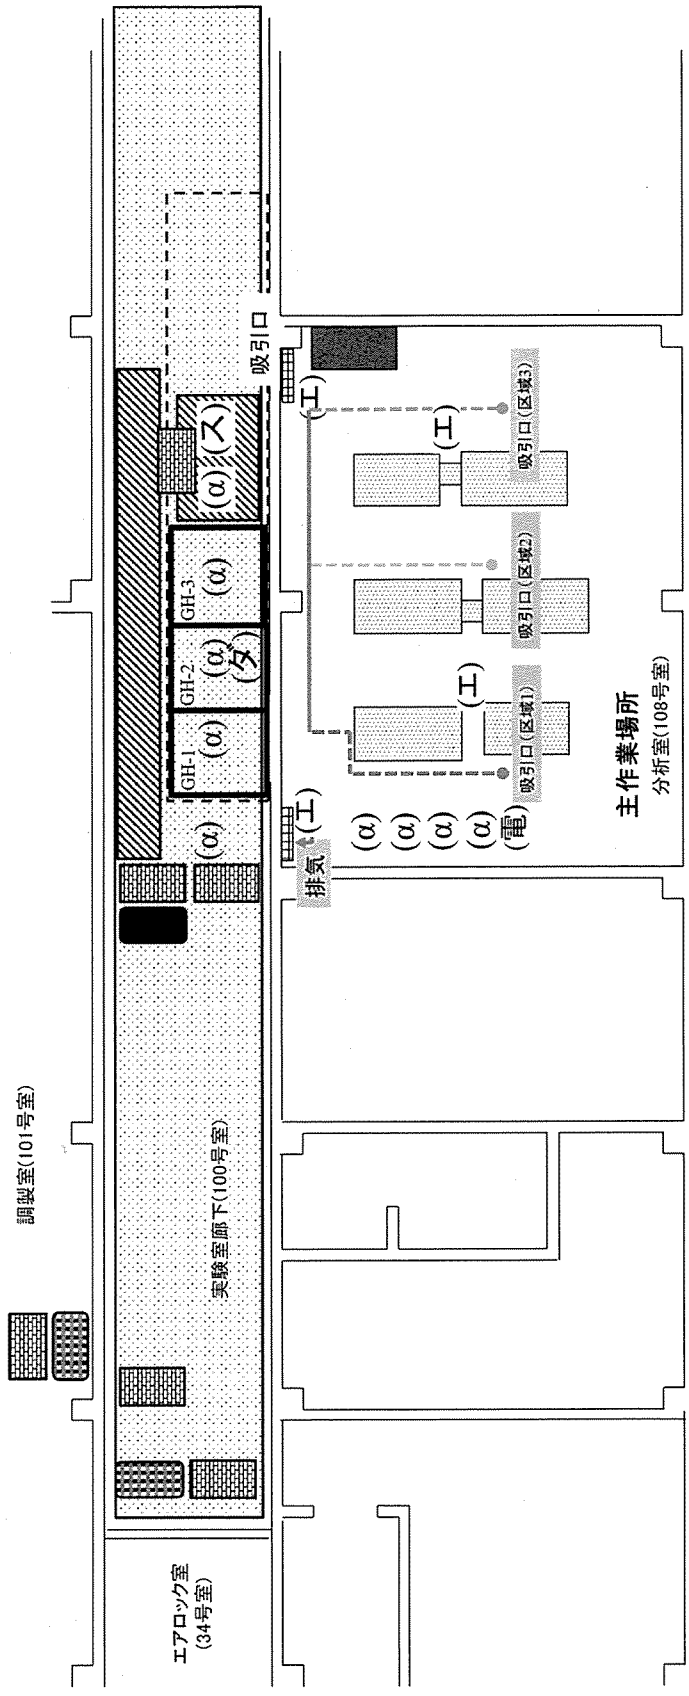 調製室(101号室)
エアロック室
(34号室)
実験室廊下(100号室)
(α)
GH-1
(α)
GH-2
(α)
(ダ)
GH-3
(α)
(α)
(ス)
吸引口
排気
(エ)
(エ)
(α)
(α)
(α)
(α)
(電)
(エ)
(エ)
吸引口(区域1)
吸引口(区域2)
吸引口(区域3)
主作業場所
分析室(108号室)